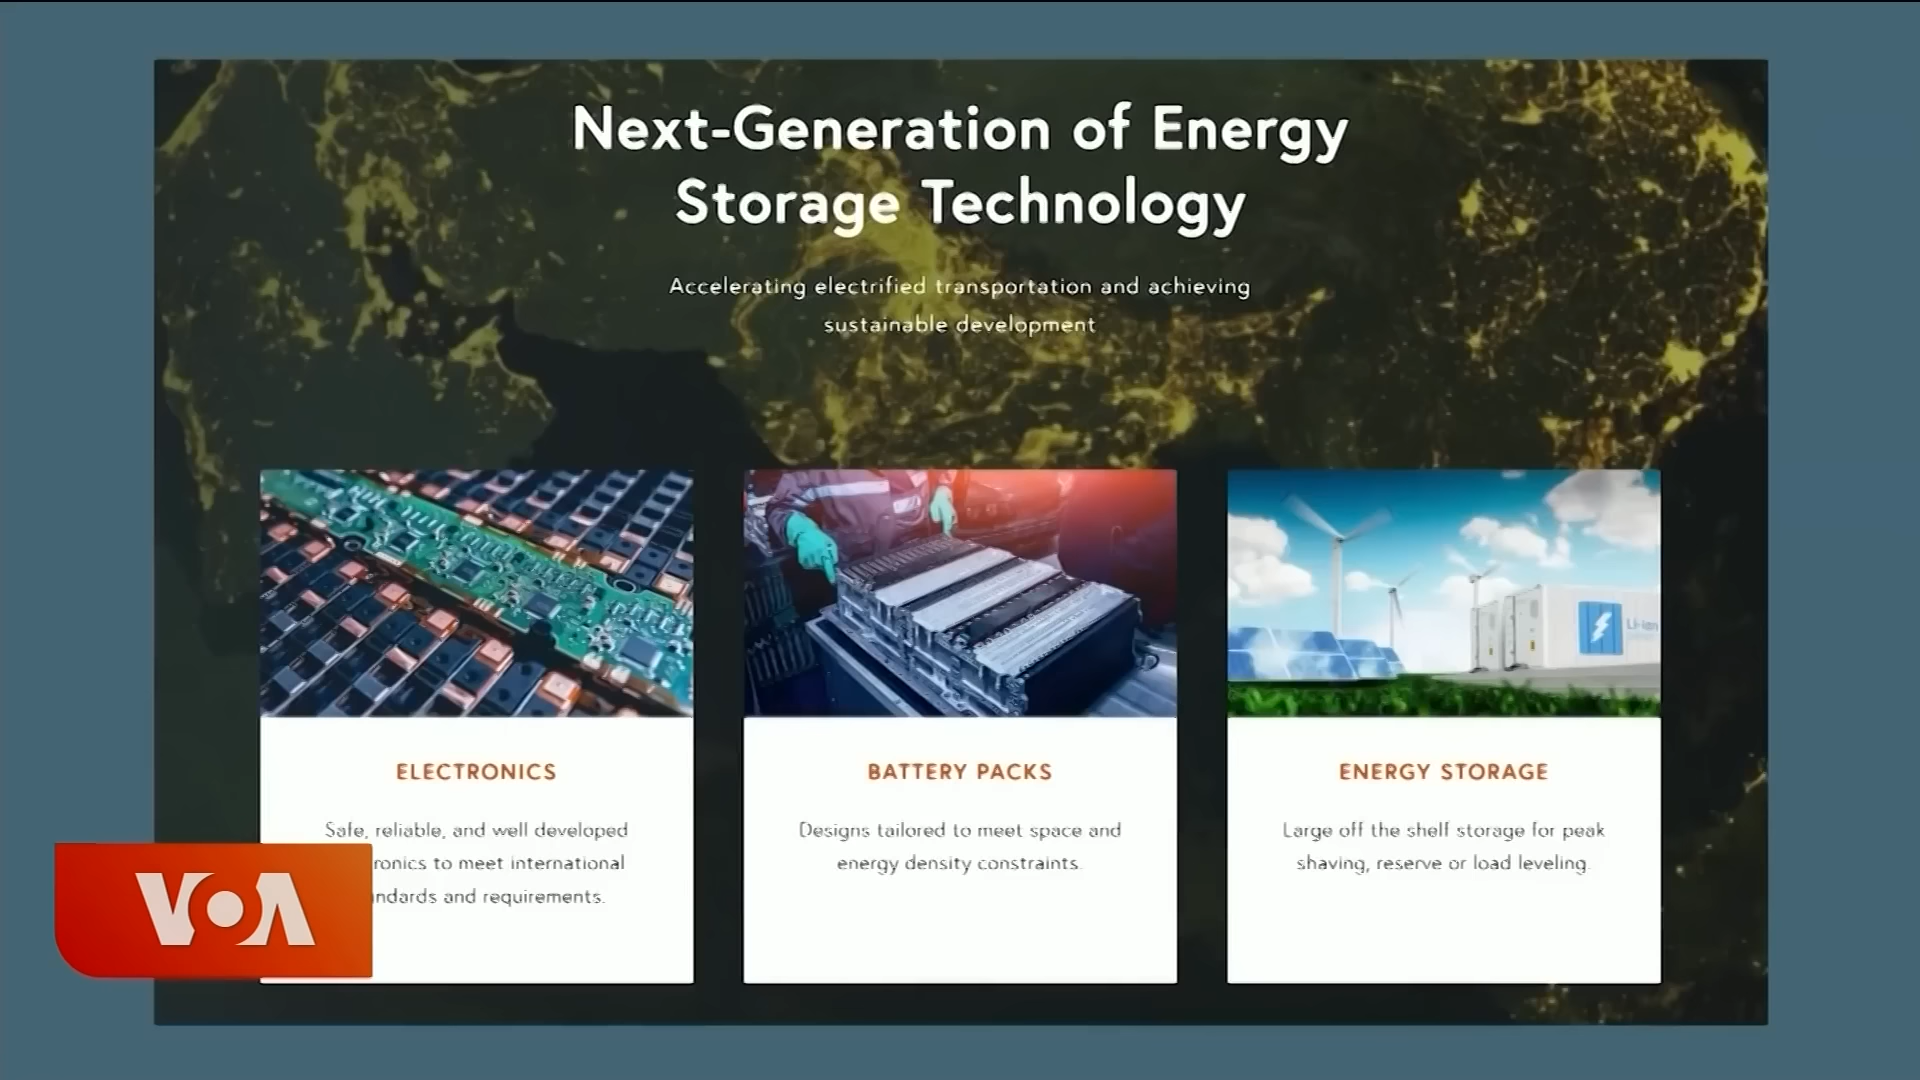 Next-Generation of Energy
Storage Technology
Accelerating electrified transportation and achieving
sustainable development
Li-ion
ELECTRONICS
Safe, reliable, and well developed
ronics to meet international
ndards and requirements.
BATTERY PACKS
Designs tailored to meet space and
energy density constraints.
ENERGY STORAGE
Large off the shelf storage for peak
shaving, reserve or load leveling.
VOA